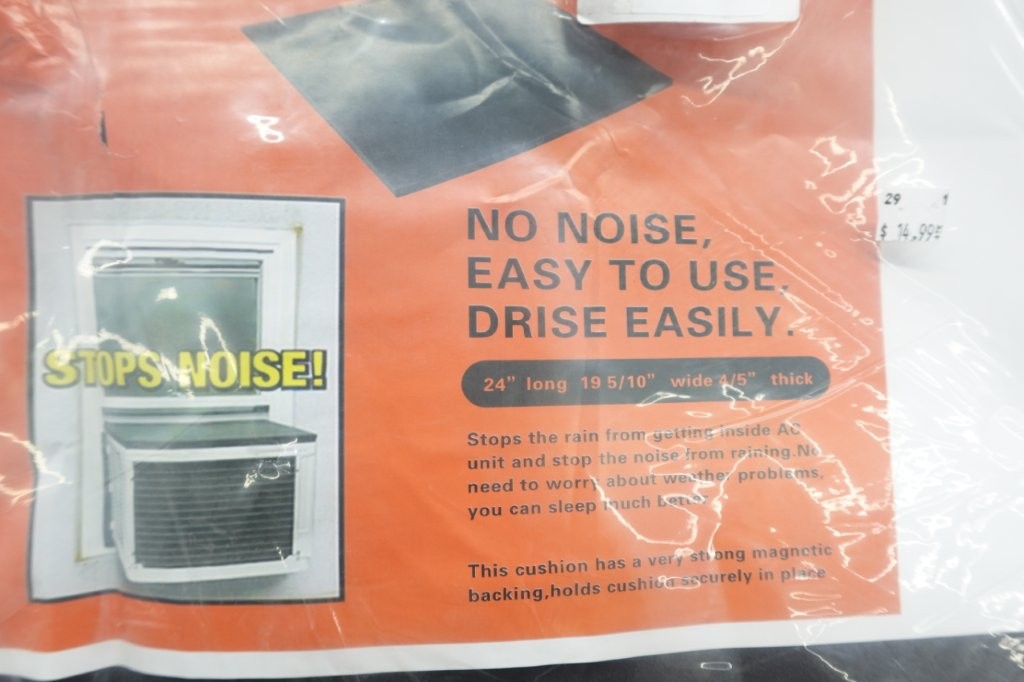 29 1
$ 14.99
NO NOISE,
EASY TO USE.
DRISE EASILY.
STOPS NOISE!
24" long 19 5/10" wide 4/5" thick
Stops the rain from getting inside AC
unit and stop the noise from raining.No
need to worry about weather problems,
you can sleep much better
This cushion has a very strong magnetic
backing,holds cushion securely in place